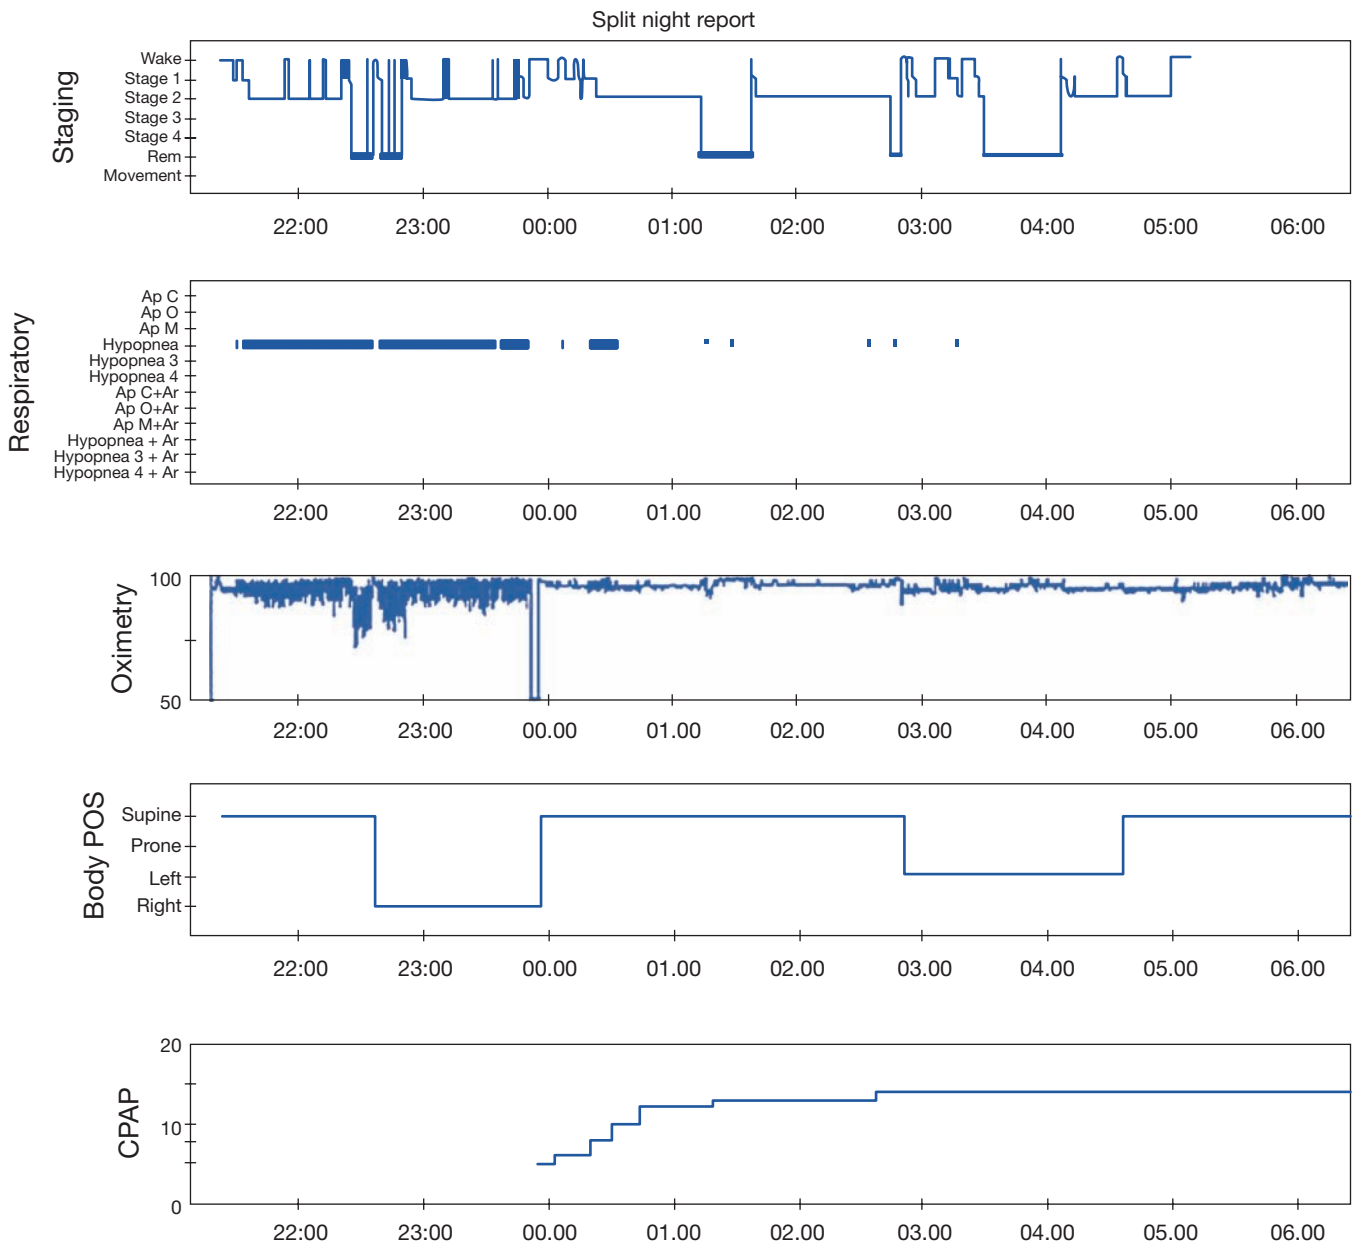 Split night report
Staging
Wake
Stage 1
Stage 2
Stage 3
Stage 4
Rem
Movement
22:00 23:00 00:00 01:00 02:00 03:00 04:00 05:00 06:00
Respiratory
Ap C
Ap O
Ap M
Hypopnea
Hypopnea 3
Hypopnea 4
Ap C+Ar
Ap O+Ar
Ap M+Ar
Hypopnea + Ar
Hypopnea 3 + Ar
Hypopnea 4 + Ar
22:00 23:00 00.00 01.00 02.00 03.00 04.00 05.00 06.00
Oximetry
100
50
22:00 23:00 00.00 01.00 02.00 03.00 04.00 05.00 06.00
Body POS
Supine
Prone
Left
Right
22:00 23:00 00.00 01.00 02.00 03.00 04.00 05.00 06.00
CPAP
20
10
0
22:00 23:00 00.00 01.00 02.00 03.00 04.00 05.00 06.00